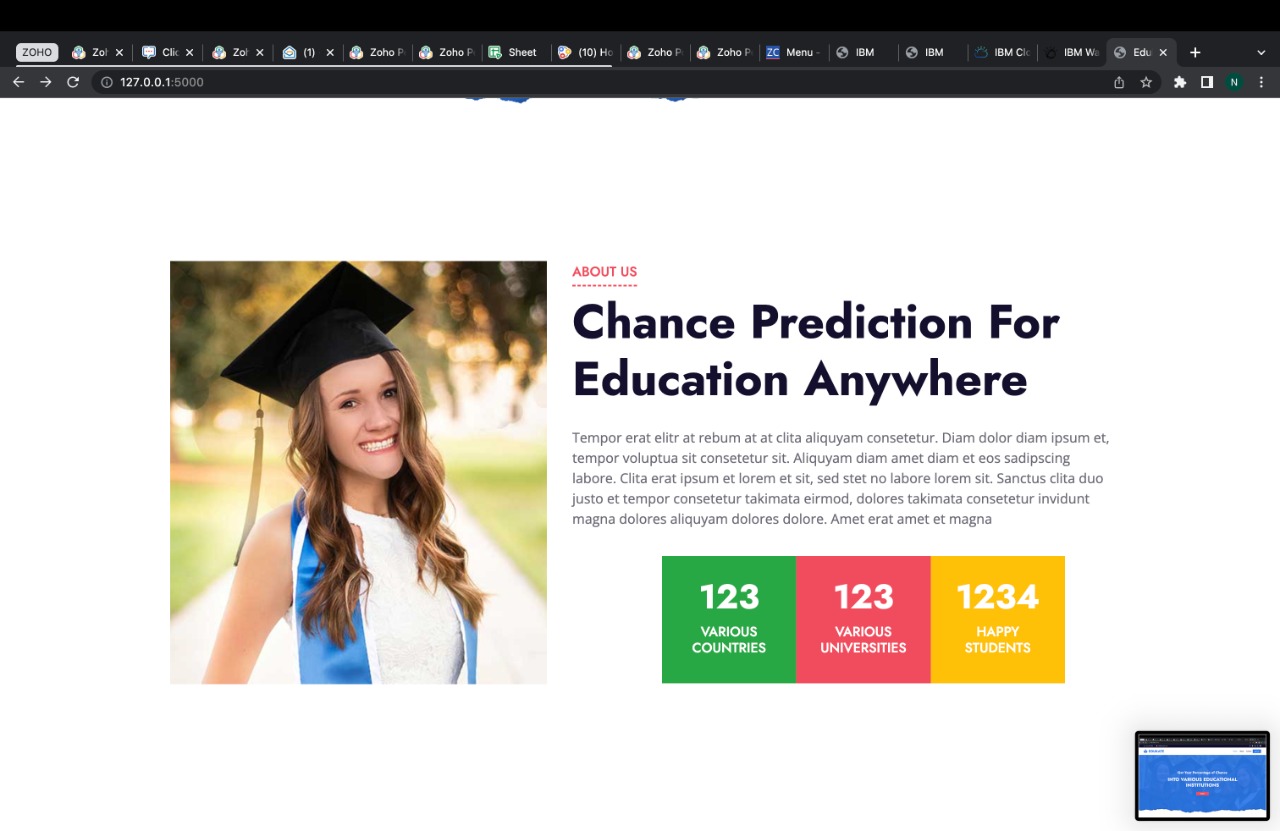 ZOHO Zoh Clic Zoh (1) Zoho P Zoho P Sheet (10) Ho Zoho P Zoho P ZC Menu - IBM IBM IBM Clo IBM Wa Edu
127.0.0.1:5000 N
ABOUT US
Chance Prediction For
Education Anywhere
Tempor erat elitr at rebum at at clita aliquyam consetetur. Diam dolor diam ipsum et,
tempor voluptua sit consetetur sit. Aliquyam diam amet diam et eos sadipscing
labore. Clita erat ipsum et lorem et sit, sed stet no labore lorem sit. Sanctus clita duo
justo et tempor consetetur takimata eirmod, dolores takimata consetetur invidunt
magna dolores aliquyam dolores dolore. Amet erat amet et magna
123 123 1234
VARIOUS VARIOUS HAPPY
COUNTRIES UNIVERSITIES STUDENTS
INTO VARIOUS EDUCATIONAL
INSTITUTIONS